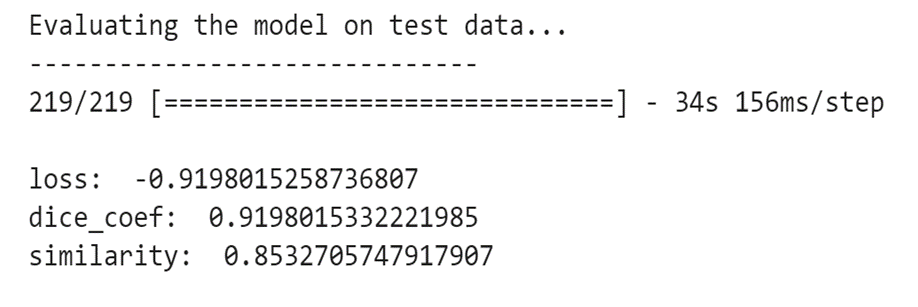 Evaluating the model on test data...
------------------------------
219/219 [==============================] - 34s 156ms/step
loss:  -0.9198015258736807
dice_coef:  0.9198015332221985
similarity:  0.8532705747917907